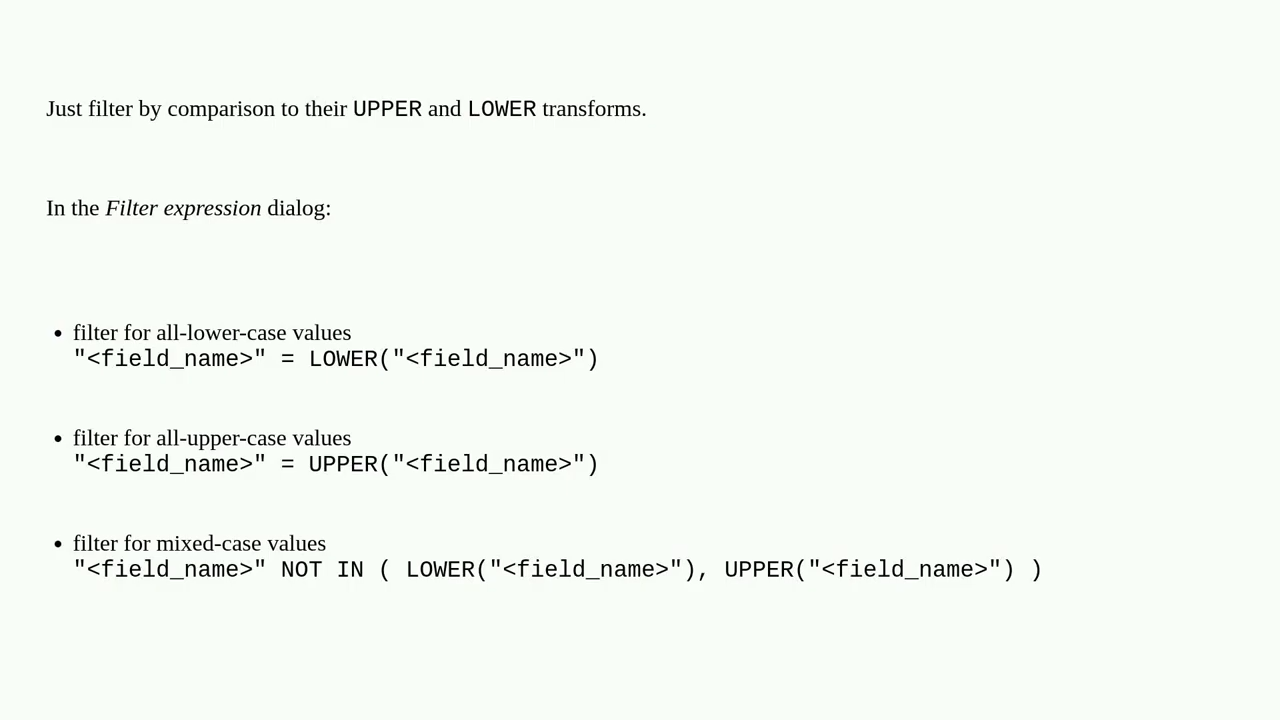 Just filter by comparison to their UPPER and LOWER transforms.
In the Filter expression dialog:
• filter for all-lower-case values
"<field_name>" = LOWER("<field_name>")
• filter for all-upper-case values
"<field_name>" = UPPER("<field_name>")
• filter for mixed-case values
"<field_name>" NOT IN ( LOWER("<field_name>"), UPPER("<field_name>") )